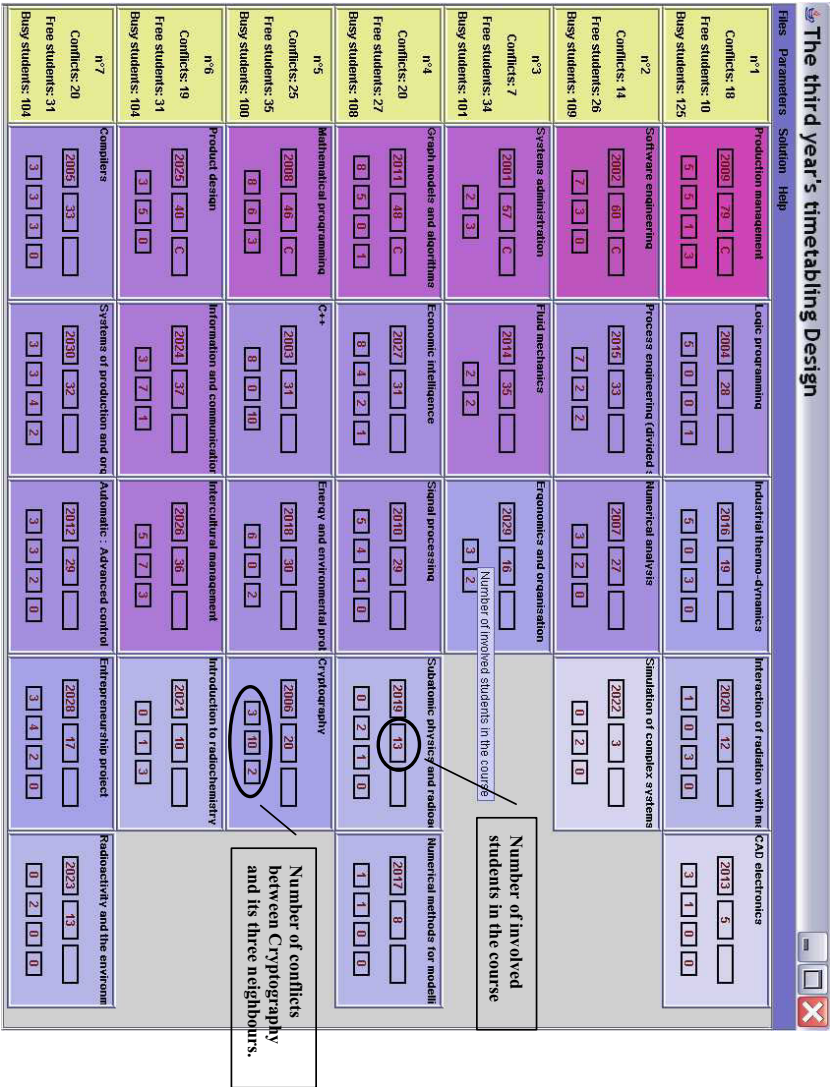 The third year's timetabling Design
Files Parameters Solution Help
n°1
Conflicts: 18
Free students: 10
Busy students: 125
Production management
2009 79 C
5 5 1 3
Logic programming
2004 28
5 0 0 1
Industrial thermo-dynamics
2016 19
5 0 3 0
Interaction of radiation with m
2020 12
1 0 3 0
CAD electronics
2013 5
3 1 0 0
n°2
Conflicts: 14
Free students: 26
Busy students: 109
Software engineering
2002 60 C
7 3 0
Process engineering (divided s
2015 33
7 2 2
Numerical analysis
2007 27
3 2 0
Simulation of complex systems
2022 3
0 2 0
n°3
Conflicts: 7
Free students: 34
Busy students: 101
Systems administration
2001 57 C
2 3
Fluid mechanics
2014 35
2 2
Ergonomics and organisation
2029 16
3 2
Number of involved students in the course
Number of involved
students in the course
n°4
Conflicts: 20
Free students: 27
Busy students: 108
Graph models and algorithms
2011 48 C
8 5 0 1
Economic intelligence
2027 31
8 4 2 1
Signal processing
2010 29
5 4 1 0
Subatomic physics and radioa
2019 13
0 2 1 0
Numerical methods for modelli
2017 8
1 1 0 0
n°5
Conflicts: 25
Free students: 35
Busy students: 100
Mathematical programming
2008 46 C
8 6 3
C++
2003 31
8 0 10
Energy and environmental prot
2018 30
6 0 2
Cryptography
2006 20
3 10 2
Number of conflicts
between Cryptography
and its three neighbours.
n°6
Conflicts: 19
Free students: 31
Busy students: 104
Product design
2025 40 C
3 5 0
Information and communication
2024 37
3 7 1
Intercultural management
2026 36
5 7 3
Introduction to radiochemistry
2021 10
0 1 3
n°7
Conflicts: 20
Free students: 31
Busy students: 104
Compilers
2005 33
3 3 3 0
Systems of production and org
2030 32
3 3 4 2
Automatic : Advanced control
2012 29
3 3 2 0
Entrepreneurship project
2028 17
3 4 2 0
Radioactivity and the environm
2023 13
0 2 0 0